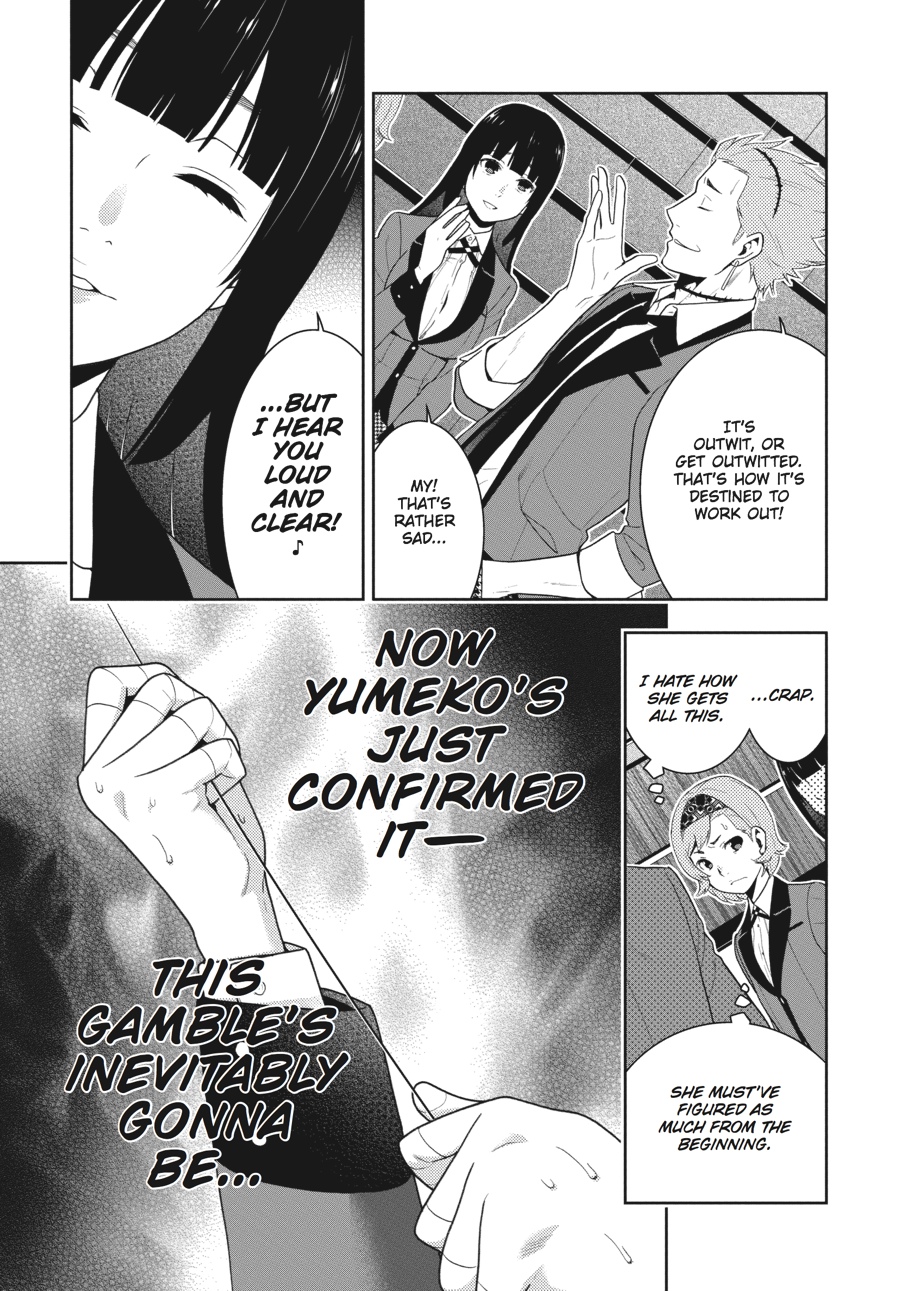 IT'S
OUTWIT, OR
GET OUTWITTED.
THAT'S HOW IT'S
DESTINED TO
WORK OUT!
MY!
THAT'S
RATHER
SAD...
...BUT
I HEAR
YOU
LOUD
AND
CLEAR!
♪
...CRAP.
I HATE HOW
SHE GETS
ALL THIS.
SHE MUST'VE
FIGURED AS
MUCH FROM THE
BEGINNING.
NOW
YUMEKO'S
JUST
CONFIRMED
IT—
THIS
GAMBLE'S
INEVITABLY
GONNA
BE...